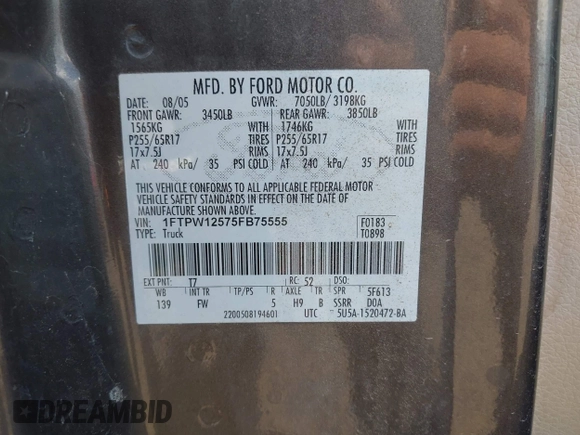 MFD. BY FORD MOTOR CO.
DATE: 08/05 GVWR: 7050LB/ 3198KG
FRONT GAWR: 3450LB REAR GAWR: 3850LB
1565KG WITH 1746KG WITH
P255/65R17 TIRES P255/65R17 TIRES
17x7.5J RIMS 17x7.5J RIMS
AT 240 kPa/ 35 PSI COLD AT 240 kPa/ 35 PSI COLD
THIS VEHICLE CONFORMS TO ALL APPLICABLE FEDERAL MOTOR
VEHICLE SAFETY STANDARDS IN EFFECT ON THE DATE OF
MANUFACTURE SHOWN ABOVE.
VIN: 1FTPW12575FB75555 F0183
TYPE: Truck T0898
EXT PNT: T7 RC: 52 DSO:
WB INT TR TP/PS R AXLE TR SPR 5F613
139 FW 5 H9 B SSRR DOA
2200508194601 UTC 5U5A-1520472-BA
DREAMBID